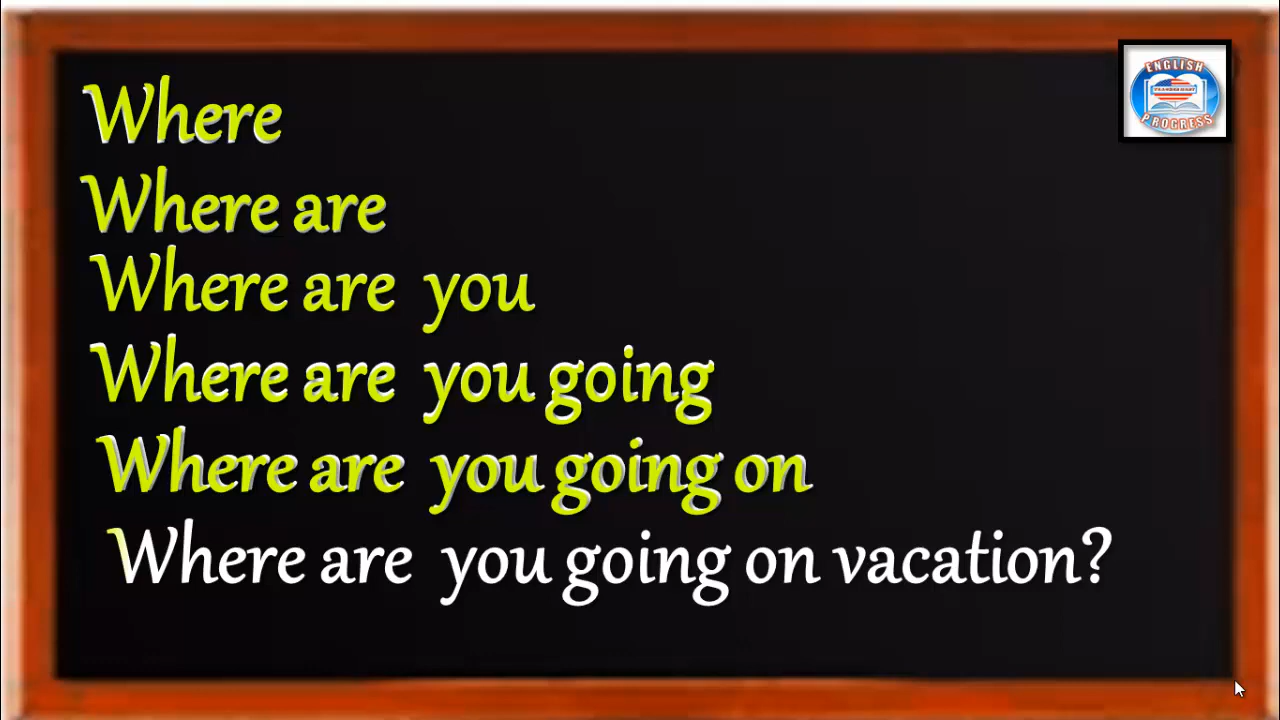 Where
Where are
Where are you
Where are you going
Where are you going on
Where are you going on vacation?
ENGLISH
PROGRESS